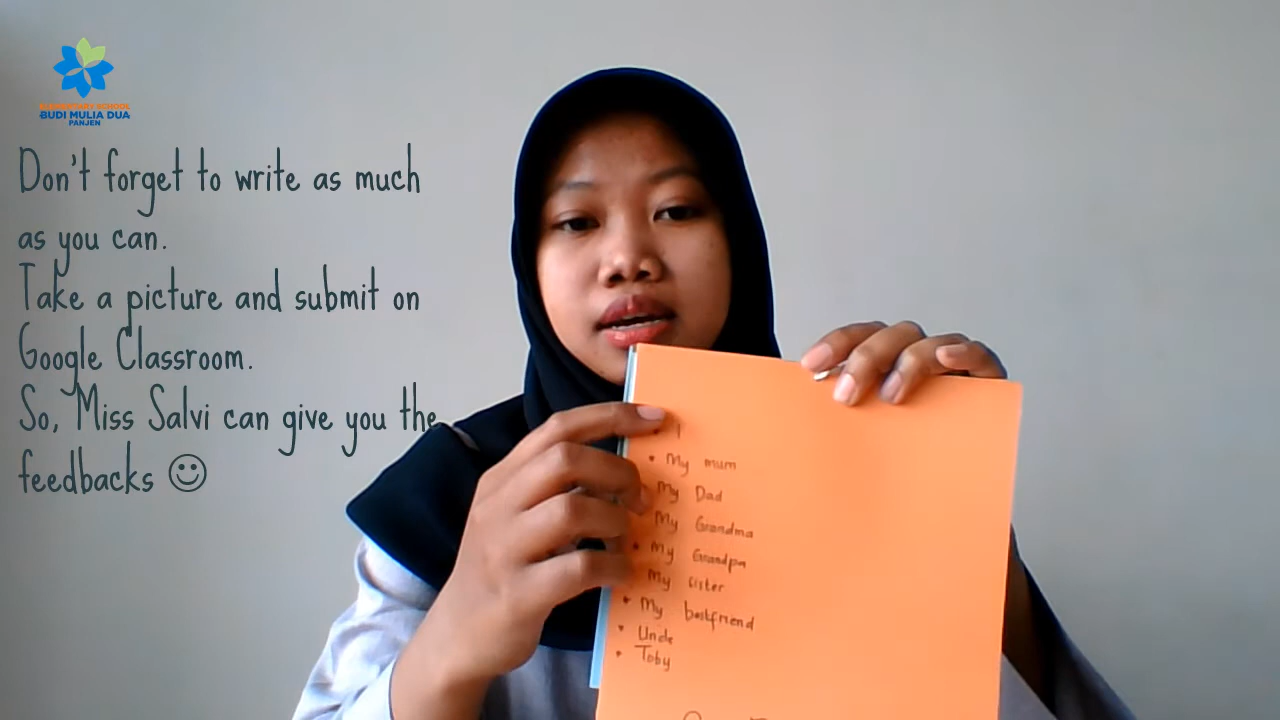 ELEMENTARY SCHOOL
BUDI MULIA DUA
PANJEN
Don't forget to write as much
as you can.
Take a picture and submit on
Google Classroom.
So, Miss Salvi can give you the
feedbacks ☺
I
• My mum
My Dad
My Grandma
• My Grandpa
My sister
• My bestfriend
• Uncle
• Toby